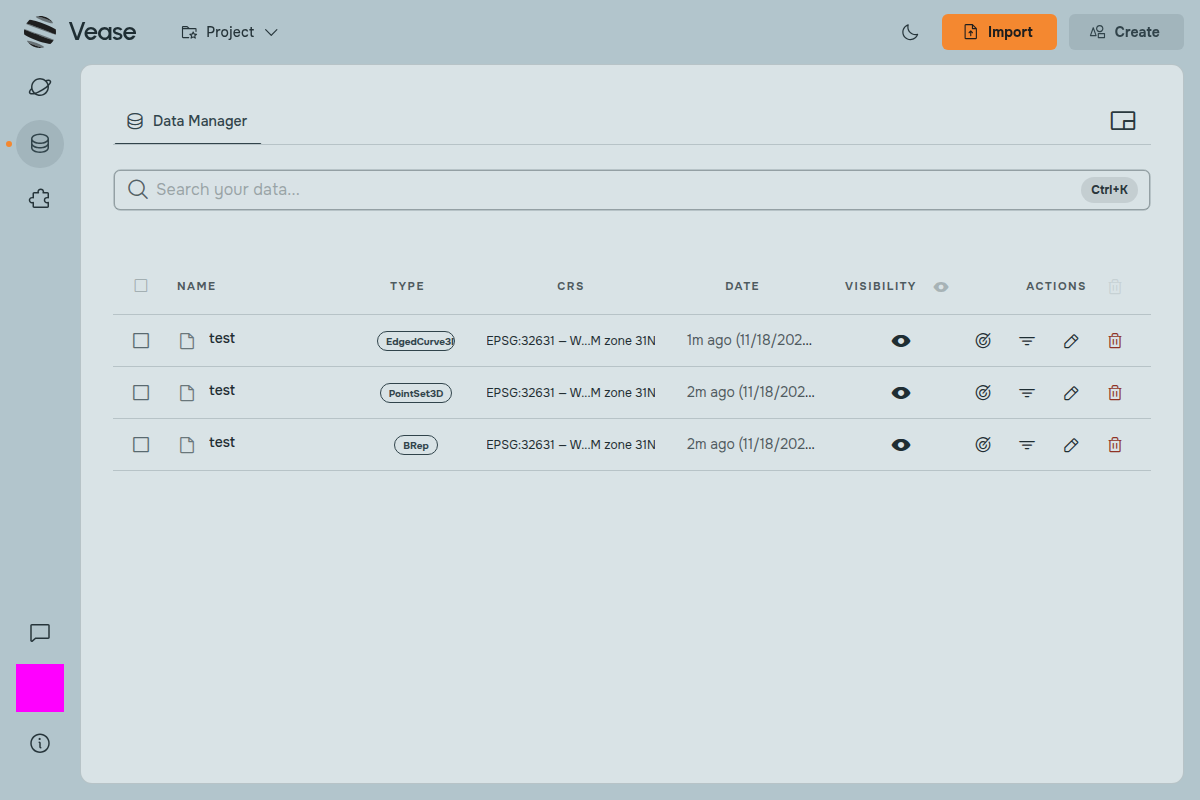 Vease
Project
Import
Create
Data Manager
Search your data...
Ctrl+K
NAME TYPE CRS DATE VISIBILITY ACTIONS
test EdgedCurve3 EPSG:32631 – W...M zone 31N 1m ago (11/18/202...
test PointSet3D EPSG:32631 – W...M zone 31N 2m ago (11/18/202...
test BRep EPSG:32631 – W...M zone 31N 2m ago (11/18/202...